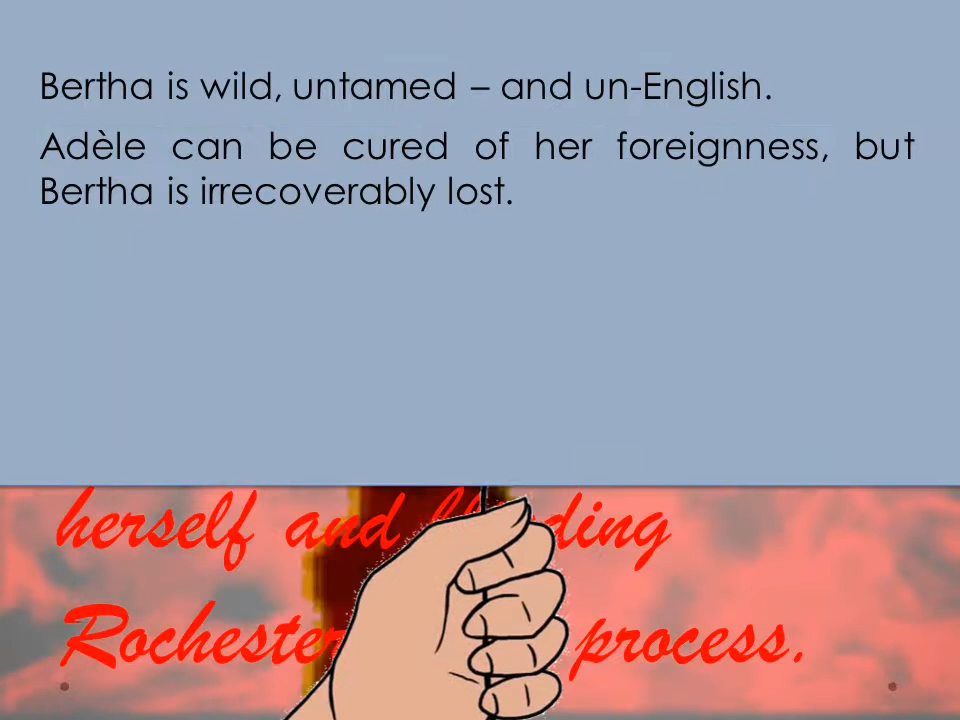 Bertha is wild, untamed – and un-English.
Adèle can be cured of her foreignness, but
Bertha is irrecoverably lost.
herself and
Rochester process.